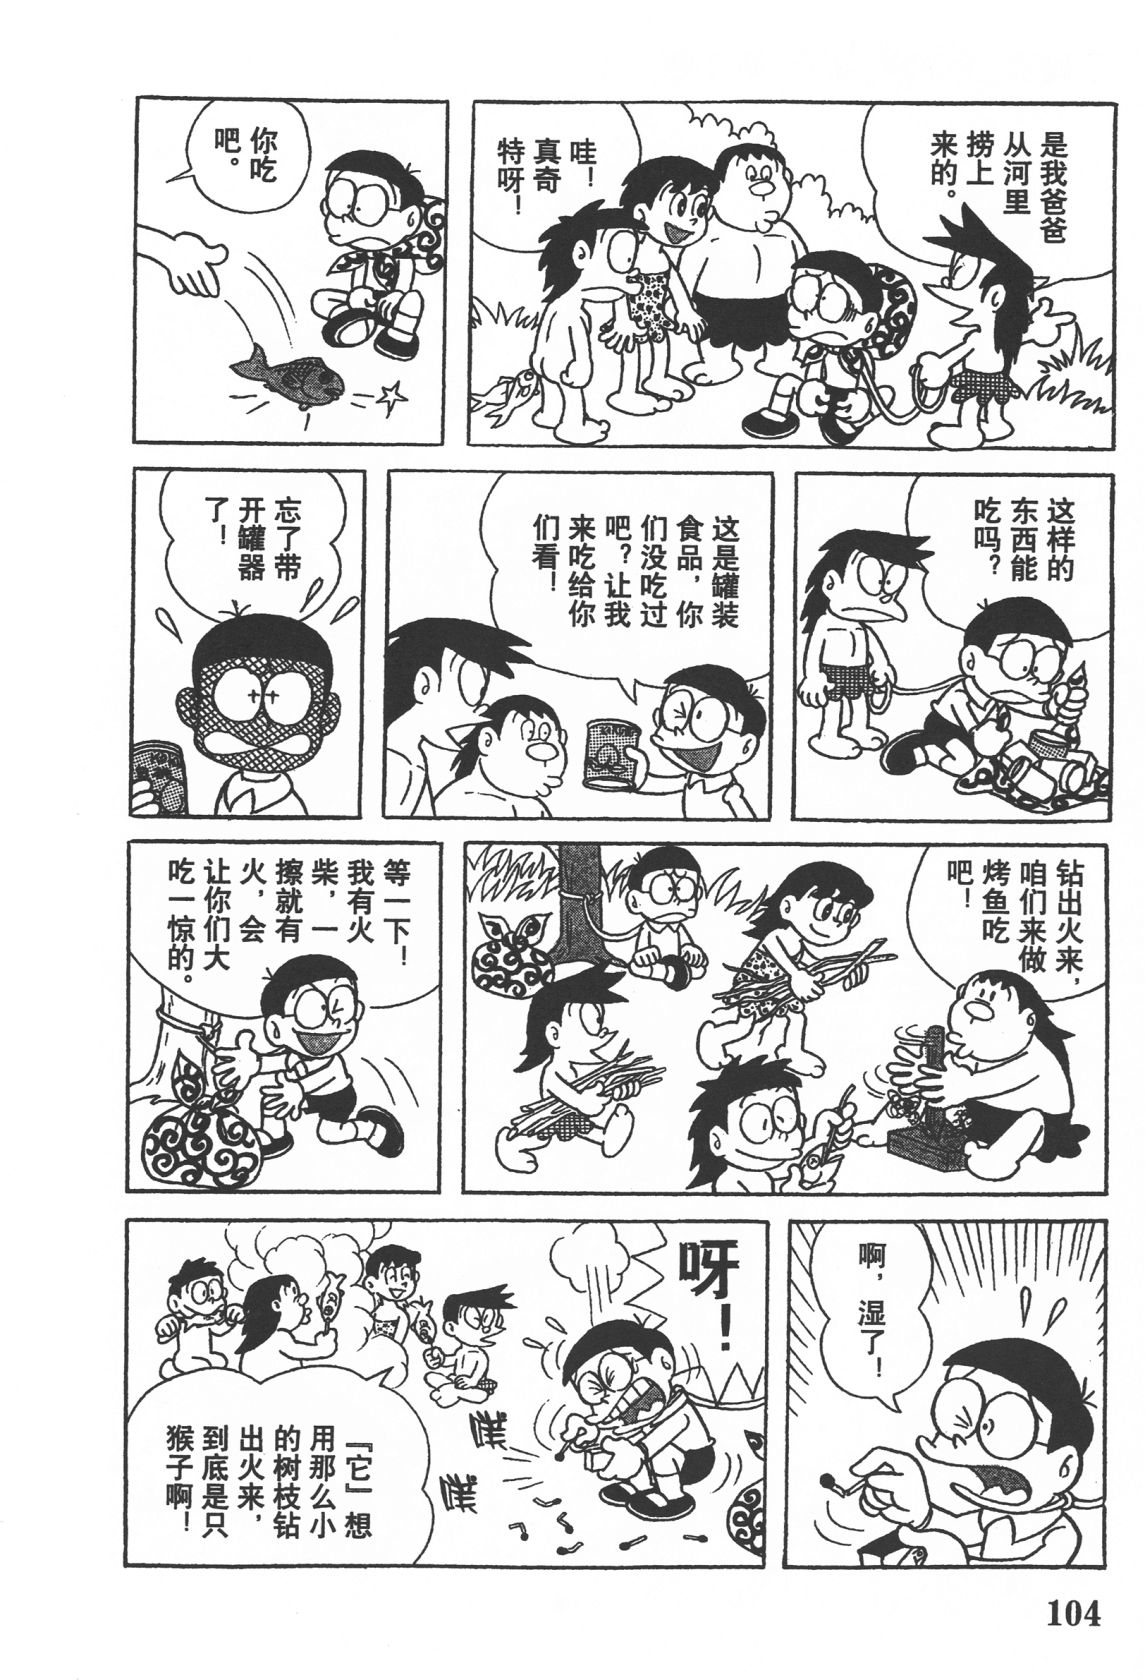 是我爸爸
从河里
捞上
来的。
哇！
真奇
特呀！
你吃
吧。
这样的
东西能
吃吗？
这是罐装
食品，你
们没吃过
吧？让我
来吃给你
们看！
忘了带
开罐器
了！
钻出火来，
咱们来做
烤鱼吃
吧！
等一下！
我有火
柴，一
擦就有
火，会
让你们大
吃一惊的。
啊，湿
了！
呀！
嘿
嘿
『它』想
用那么小
的树枝钻
出火来，
到底是只
猴子啊！
104